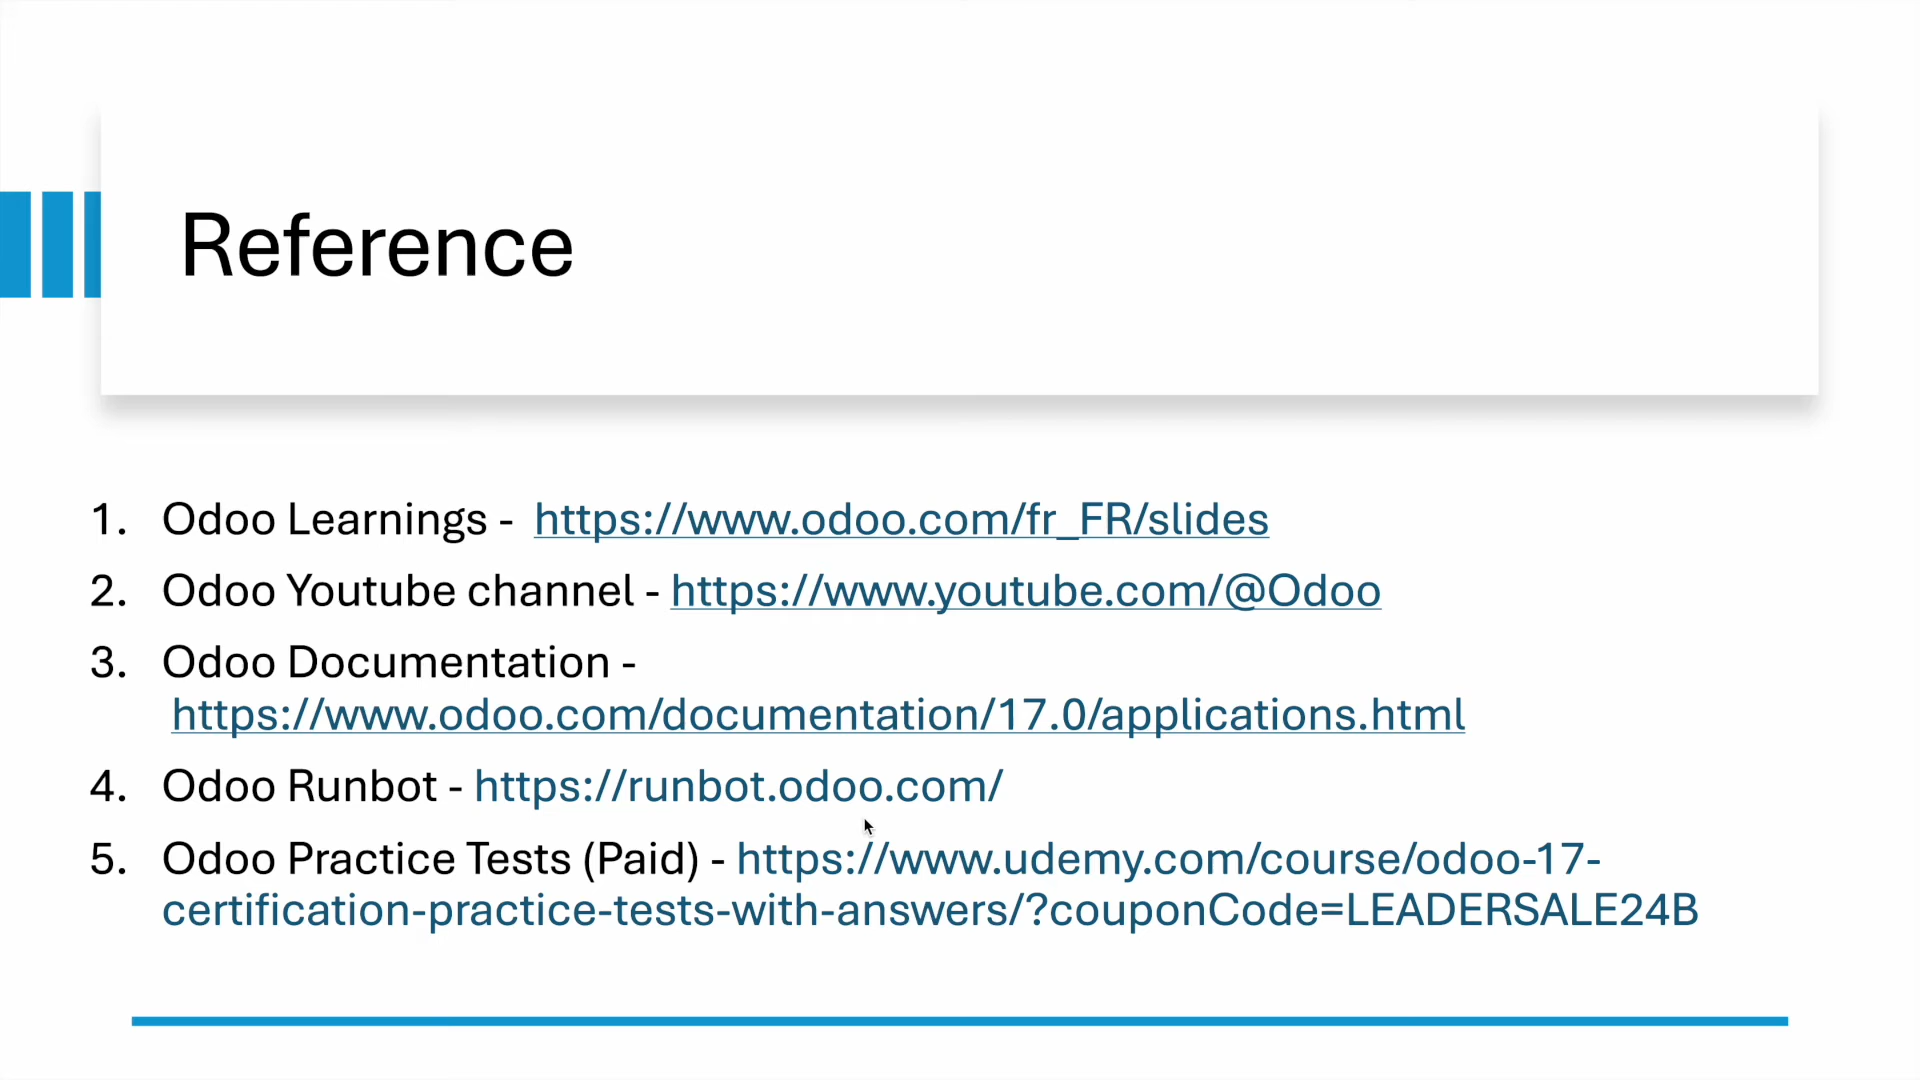 Reference
1. Odoo Learnings - https://www.odoo.com/fr_FR/slides
2. Odoo Youtube channel - https://www.youtube.com/@Odoo
3. Odoo Documentation -
https://www.odoo.com/documentation/17.0/applications.html
4. Odoo Runbot - https://runbot.odoo.com/
5. Odoo Practice Tests (Paid) - https://www.udemy.com/course/odoo-17-
certification-practice-tests-with-answers/?couponCode=LEADERSALE24B